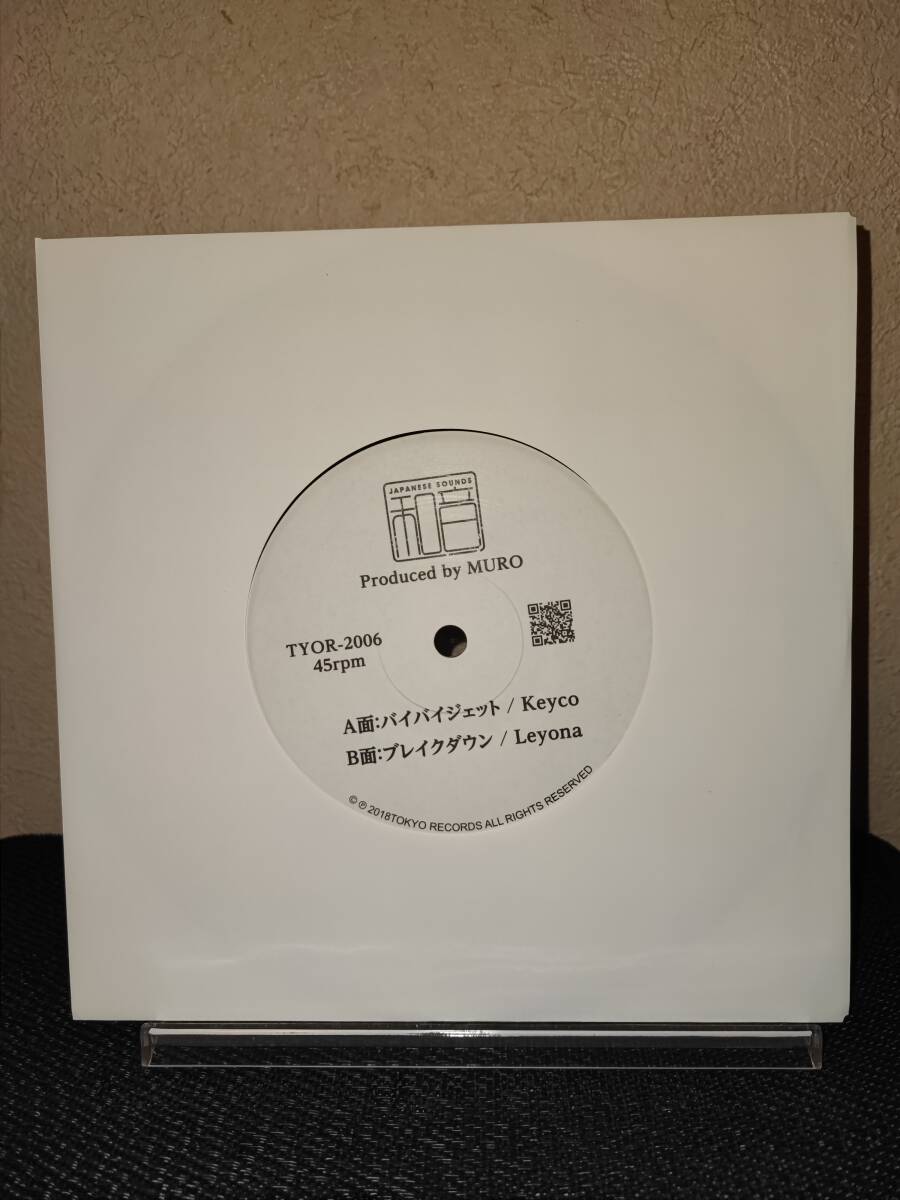 JAPANESE SOUNDS
和音
Produced by MURO
TYOR-2006
45rpm
A面:バイバイジェット / Keyco
B面:ブレイクダウン / Leyona
©℗ 2018TOKYO RECORDS ALL RIGHTS RESERVED